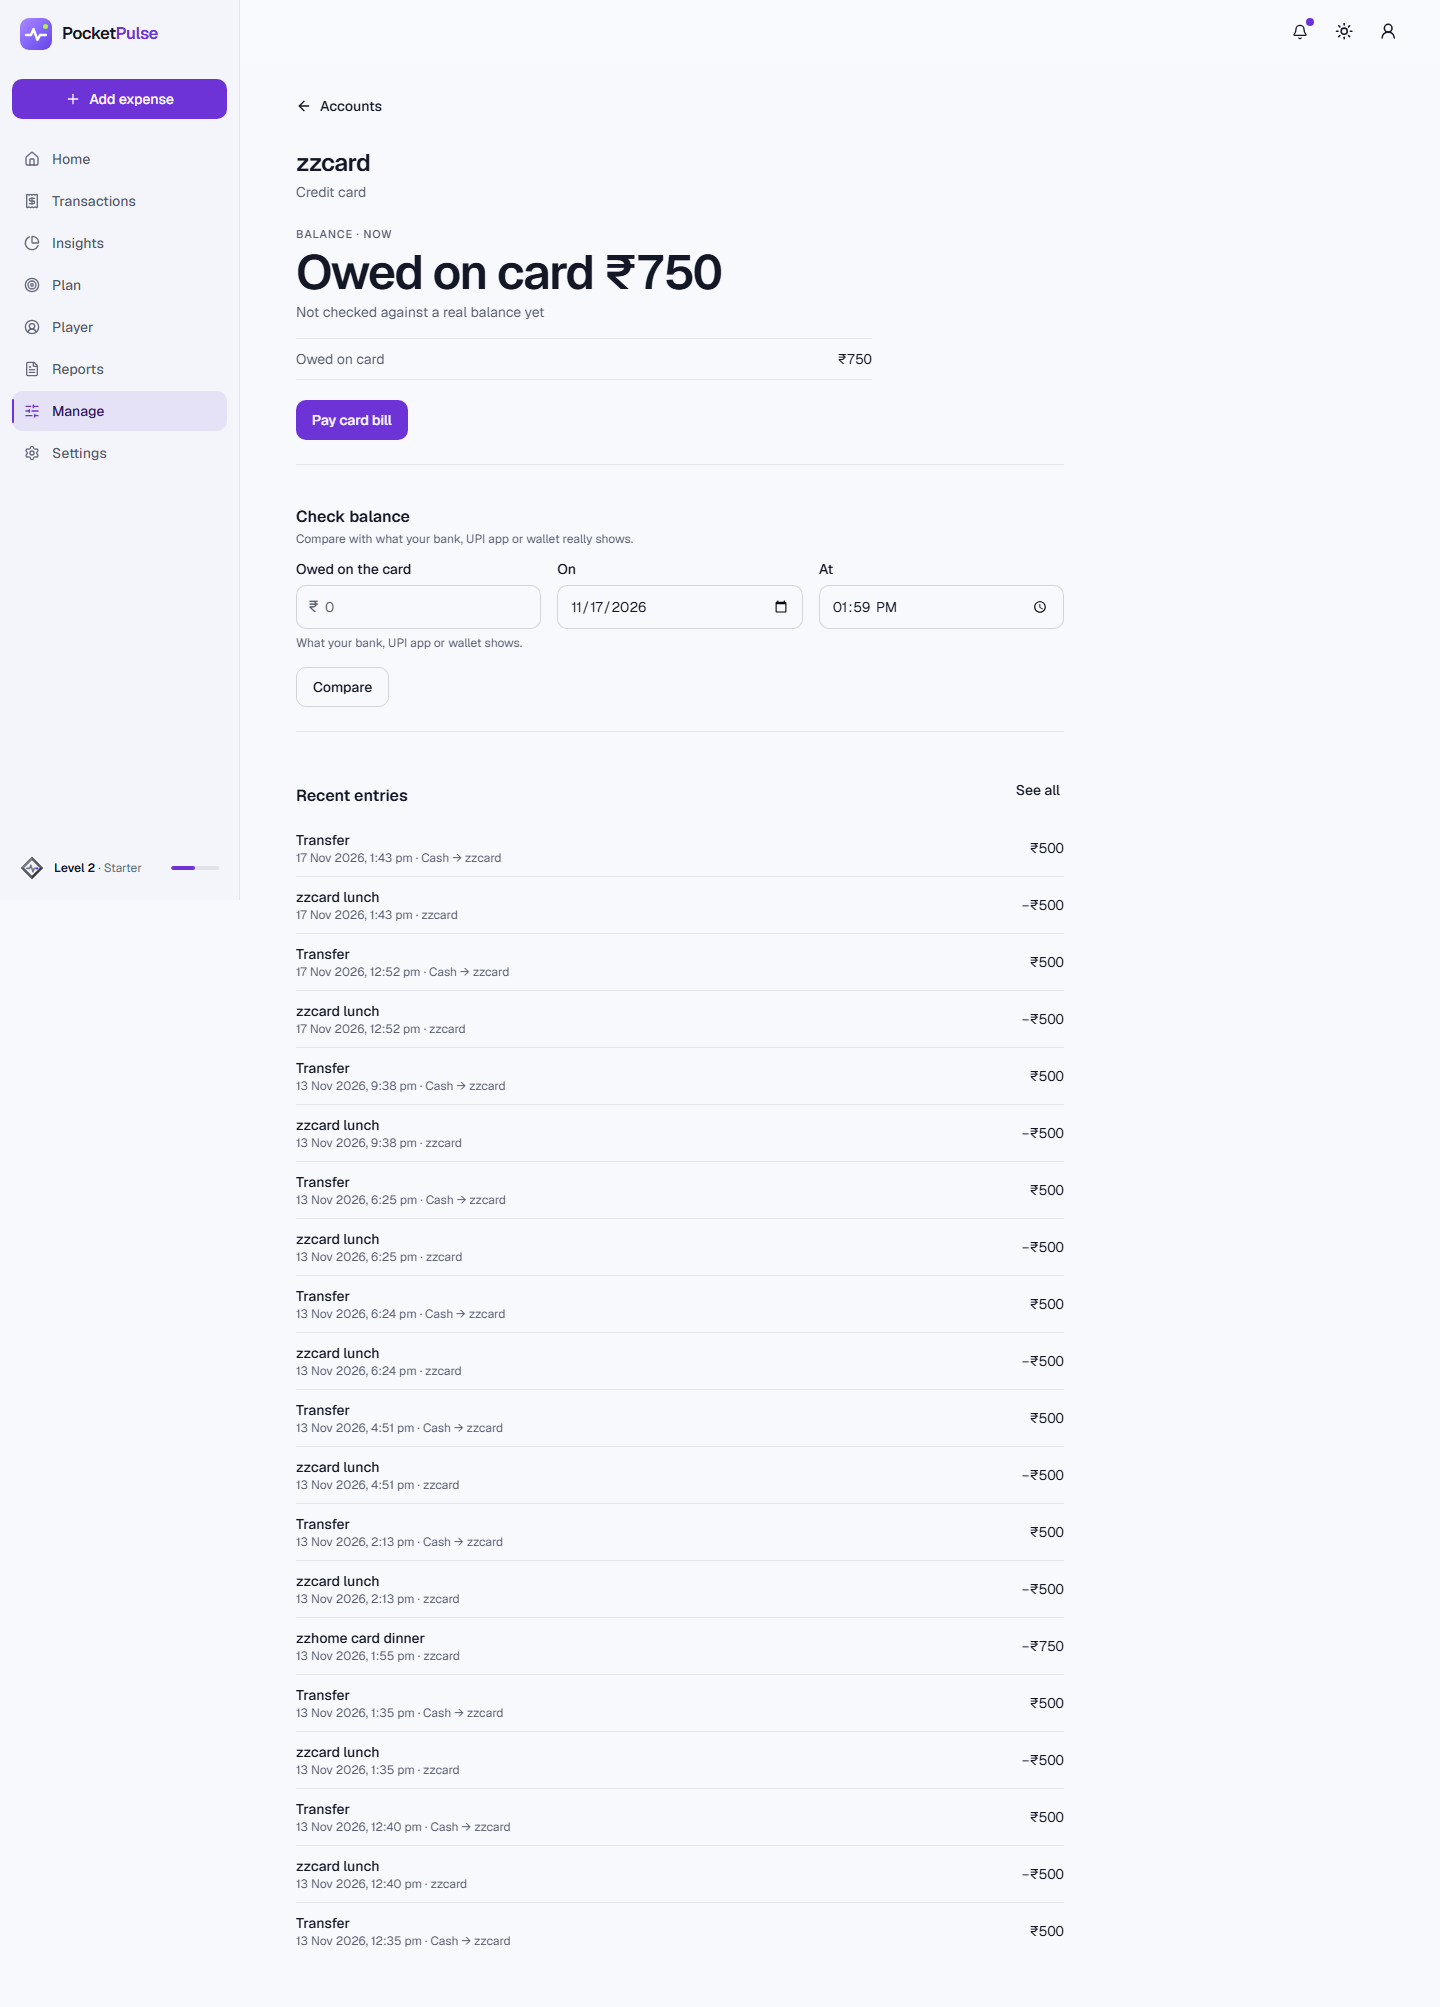 PocketPulse
Add expense
Home
Transactions
Insights
Plan
Player
Reports
Manage
Settings
Level 2 · Starter
Accounts
zzcard
Credit card
BALANCE · NOW
Owed on card ₹750
Not checked against a real balance yet
Owed on card ₹750
Pay card bill
Check balance
Compare with what your bank, UPI app or wallet really shows.
Owed on the card On At
₹ 0 11/17/2026 01:59 PM
What your bank, UPI app or wallet shows.
Compare
Recent entries See all
Transfer
17 Nov 2026, 1:43 pm · Cash → zzcard ₹500
zzcard lunch
17 Nov 2026, 1:43 pm · zzcard −₹500
Transfer
17 Nov 2026, 12:52 pm · Cash → zzcard ₹500
zzcard lunch
17 Nov 2026, 12:52 pm · zzcard −₹500
Transfer
13 Nov 2026, 9:38 pm · Cash → zzcard ₹500
zzcard lunch
13 Nov 2026, 9:38 pm · zzcard −₹500
Transfer
13 Nov 2026, 6:25 pm · Cash → zzcard ₹500
zzcard lunch
13 Nov 2026, 6:25 pm · zzcard −₹500
Transfer
13 Nov 2026, 6:24 pm · Cash → zzcard ₹500
zzcard lunch
13 Nov 2026, 6:24 pm · zzcard −₹500
Transfer
13 Nov 2026, 4:51 pm · Cash → zzcard ₹500
zzcard lunch
13 Nov 2026, 4:51 pm · zzcard −₹500
Transfer
13 Nov 2026, 2:13 pm · Cash → zzcard ₹500
zzcard lunch
13 Nov 2026, 2:13 pm · zzcard −₹500
zzhome card dinner
13 Nov 2026, 1:55 pm · zzcard −₹750
Transfer
13 Nov 2026, 1:35 pm · Cash → zzcard ₹500
zzcard lunch
13 Nov 2026, 1:35 pm · zzcard −₹500
Transfer
13 Nov 2026, 12:40 pm · Cash → zzcard ₹500
zzcard lunch
13 Nov 2026, 12:40 pm · zzcard −₹500
Transfer
13 Nov 2026, 12:35 pm · Cash → zzcard ₹500